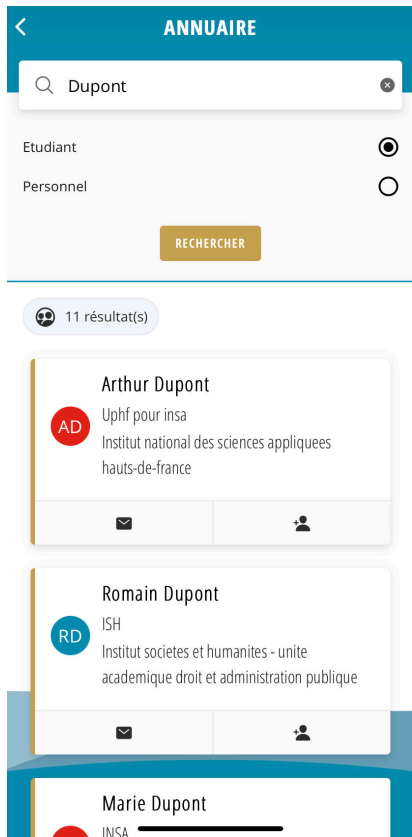 ANNUAIRE
Dupont
Etudiant
Personnel
RECHERCHER
11 résultat(s)
Arthur Dupont
AD
Uphf pour insa
Institut national des sciences appliquees
hauts-de-france
Romain Dupont
RD
ISH
Institut societes et humanites - unite
academique droit et administration publique
Marie Dupont
INSA